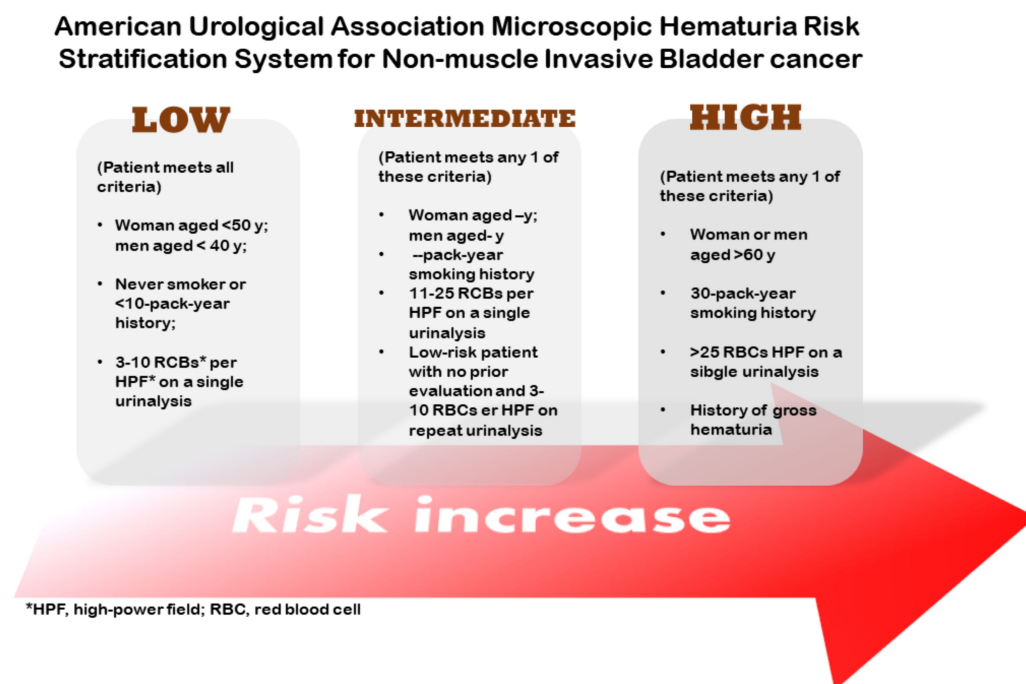 American Urological Association Microscopic Hematuria Risk
Stratification System for Non-muscle Invasive Bladder cancer
LOW
(Patient meets all
criteria)
• Woman aged <50 y;
men aged < 40 y;
• Never smoker or
<10-pack-year
history;
• 3-10 RCBs* per
HPF* on a single
urinalysis
INTERMEDIATE
(Patient meets any 1 of
these criteria)
• Woman aged –y;
men aged- y
• --pack-year
smoking history
• 11-25 RCBs per
HPF on a single
urinalysis
• Low-risk patient
with no prior
evaluation and 3-
10 RBCs er HPF on
repeat urinalysis
HIGH
(Patient meets any 1 of
these criteria)
• Woman or men
aged >60 y
• 30-pack-year
smoking history
• >25 RBCs HPF on a
sibgle urinalysis
• History of gross
hematuria
Risk increase
*HPF, high-power field; RBC, red blood cell